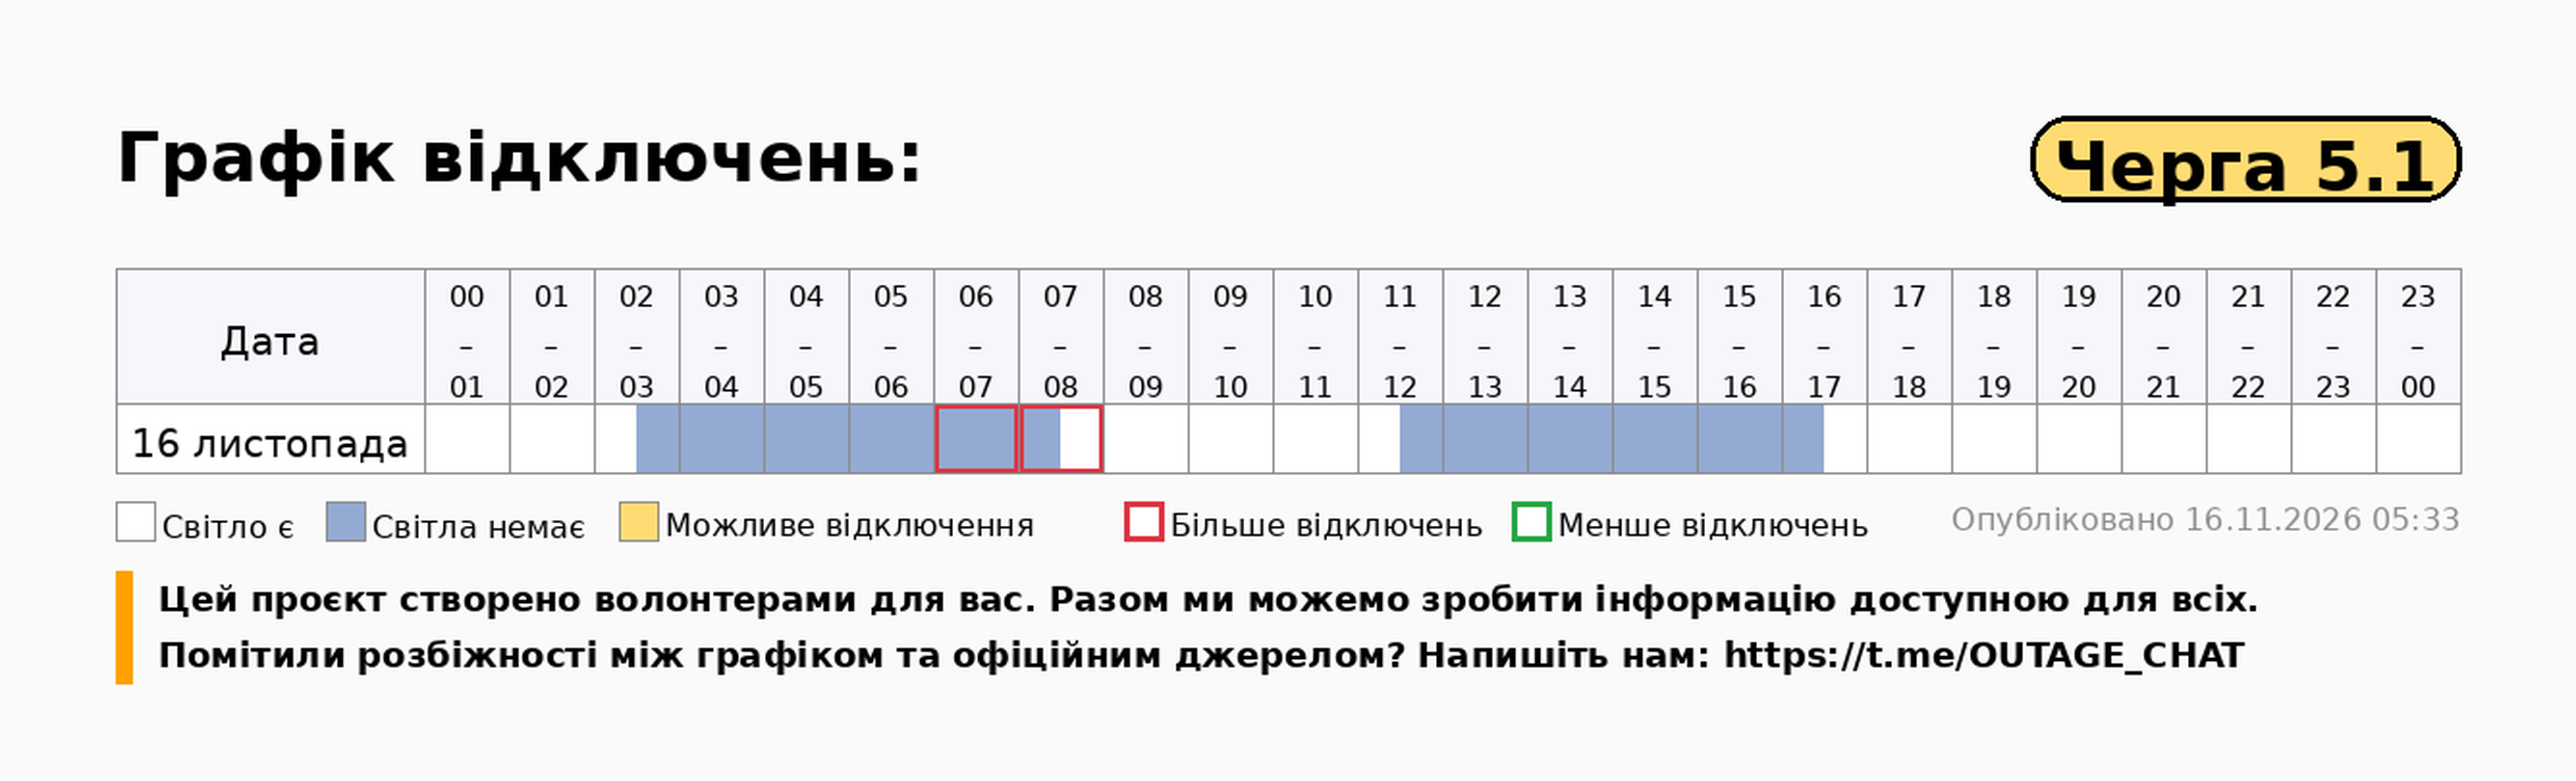 Графік відключень:
Черга 5.1
Дата
00 – 01
01 – 02
02 – 03
03 – 04
04 – 05
05 – 06
06 – 07
07 – 08
08 – 09
09 – 10
10 – 11
11 – 12
12 – 13
13 – 14
14 – 15
15 – 16
16 – 17
17 – 18
18 – 19
19 – 20
20 – 21
21 – 22
22 – 23
23 – 00
16 листопада
Світло є
Світла немає
Можливе відключення
Більше відключень
Менше відключень
Опубліковано 16.11.2026 05:33
Цей проєкт створено волонтерами для вас. Разом ми можемо зробити інформацію доступною для всіх.
Помітили розбіжності між графіком та офіційним джерелом? Напишіть нам: https://t.me/OUTAGE_CHAT